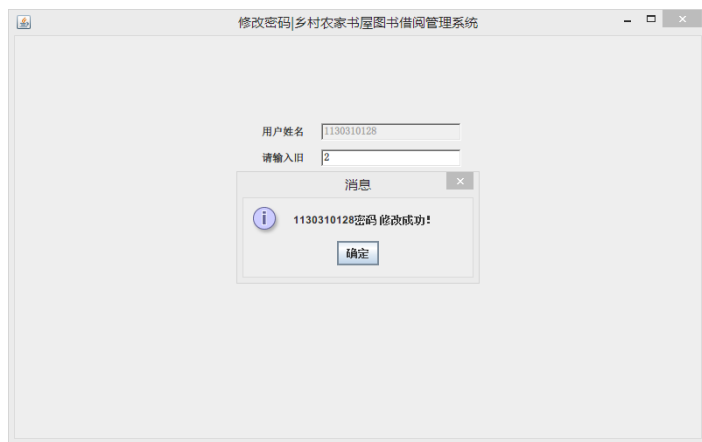 修改密码|乡村农家书屋图书借阅管理系统
用户姓名 1130310128
请输入旧 2
消息
1130310128密码 修改成功!
确定